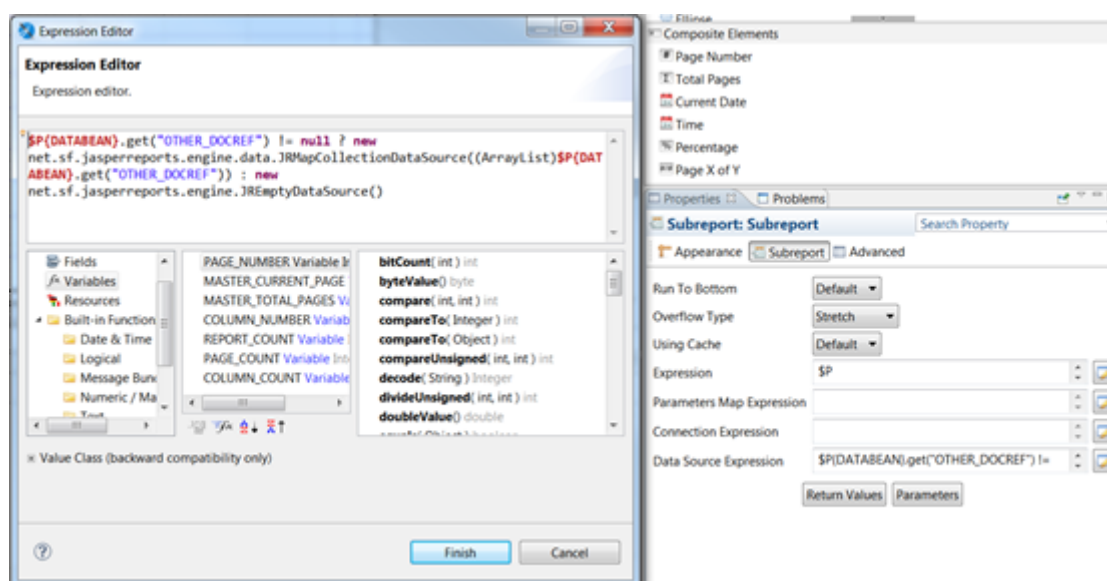 Expression Editor
Expression Editor
Expression editor.
$P{DATABEAN}.get("OTHER_DOCREF") != null ? new
net.sf.jasperreports.engine.data.JRMapCollectionDataSource((ArrayList)$P{DAT
ABEAN}.get("OTHER_DOCREF")) : new
net.sf.jasperreports.engine.JREmptyDataSource()
Fields
Variables
Resources
Built-in Function
Date & Time
Logical
Message Bun
Numeric / Ma
Text
PAGE_NUMBER Variable I
MASTER_CURRENT_PAGE
MASTER_TOTAL_PAGES Va
COLUMN_NUMBER Variab
REPORT_COUNT Variable
PAGE_COUNT Variable Int
COLUMN_COUNT Variable
bitCount( int ) int
byteValue() byte
compare( int, int ) int
compareTo( Integer ) int
compareTo( Object ) int
compareUnsigned( int, int ) int
decode( String ) Integer
divideUnsigned( int, int ) int
doubleValue() double
equals( Object ) boolean
Value Class (backward compatibility only)
Finish
Cancel
Ellipse
Composite Elements
Page Number
Total Pages
Current Date
Time
Percentage
Page X of Y
Properties
Problems
Subreport: Subreport
Search Property
Appearance
Subreport
Advanced
Run To Bottom
Default
Overflow Type
Stretch
Using Cache
Default
Expression
$P
Parameters Map Expression
Connection Expression
Data Source Expression
$P{DATABEAN}.get("OTHER_DOCREF") !=
Return Values
Parameters